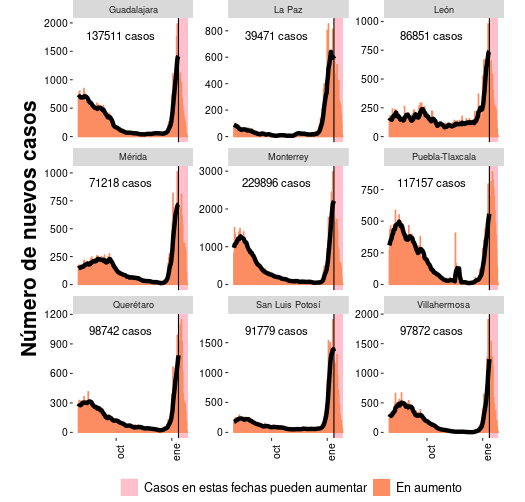 Número de nuevos casos
Guadalajara
La Paz
León
2000
1500
1000
500
0
137511 casos
800
600
400
200
0
39471 casos
1000
750
500
250
0
86851 casos
Mérida
Monterrey
Puebla-Tlaxcala
1000
750
500
250
0
71218 casos
3000
2000
1000
0
229896 casos
750
500
250
0
117157 casos
Querétaro
San Luis Potosí
Villahermosa
1200
900
600
300
0
98742 casos
1500
1000
500
0
91779 casos
2000
1500
1000
500
0
97872 casos
oct
ene
oct
ene
oct
ene
Casos en estas fechas pueden aumentar
En aumento